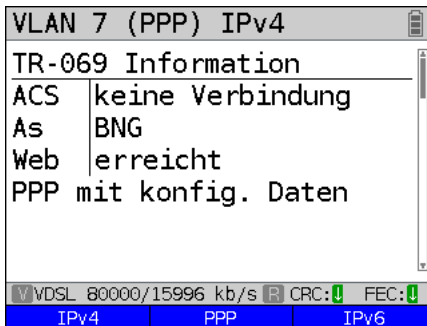 VLAN 7 (PPP) IPv4
TR-069 Information
ACS keine Verbindung
As BNG
Web erreicht
PPP mit konfig. Daten
V VDSL 80000/15996 kb/s R CRC:↓ FEC:↓
IPv4 PPP IPv6